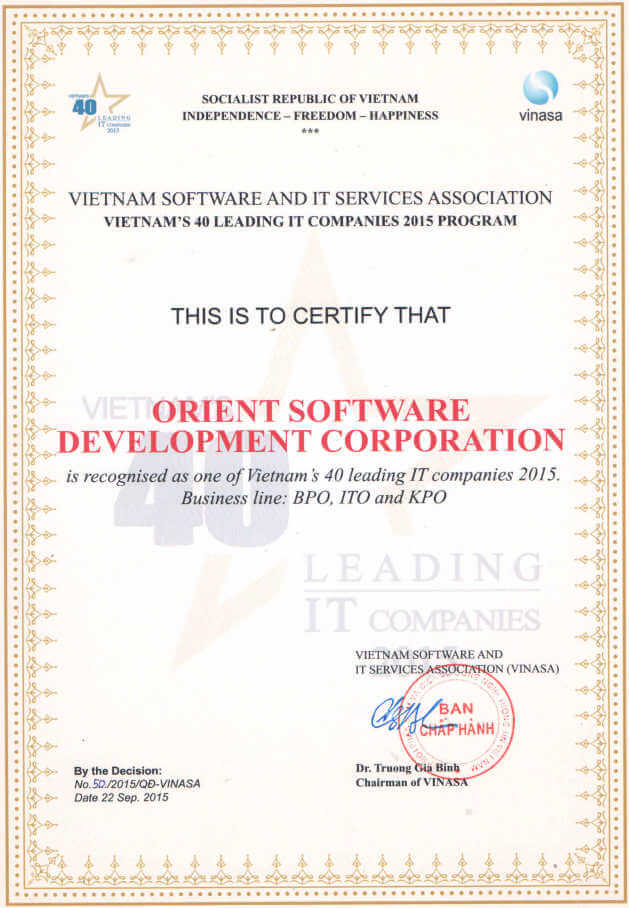 VIETNAM'S
40
LEADING
IT COMPANIES
2015
SOCIALIST REPUBLIC OF VIETNAM
INDEPENDENCE – FREEDOM – HAPPINESS
***
vinasa
VIETNAM SOFTWARE AND IT SERVICES ASSOCIATION
VIETNAM'S 40 LEADING IT COMPANIES 2015 PROGRAM
THIS IS TO CERTIFY THAT
VIETNAM'S
ORIENT SOFTWARE
DEVELOPMENT CORPORATION
is recognised as one of Vietnam's 40 leading IT companies 2015.
Business line: BPO, ITO and KPO
40
LEADING
IT COMPANIES
2015
VIETNAM SOFTWARE AND
IT SERVICES ASSOCIATION (VINASA)
BAN
CHẤP HÀNH
Dr. Truong Gia Binh
Chairman of VINASA
By the Decision:
No.50./2015/QĐ-VINASA
Date 22 Sep. 2015